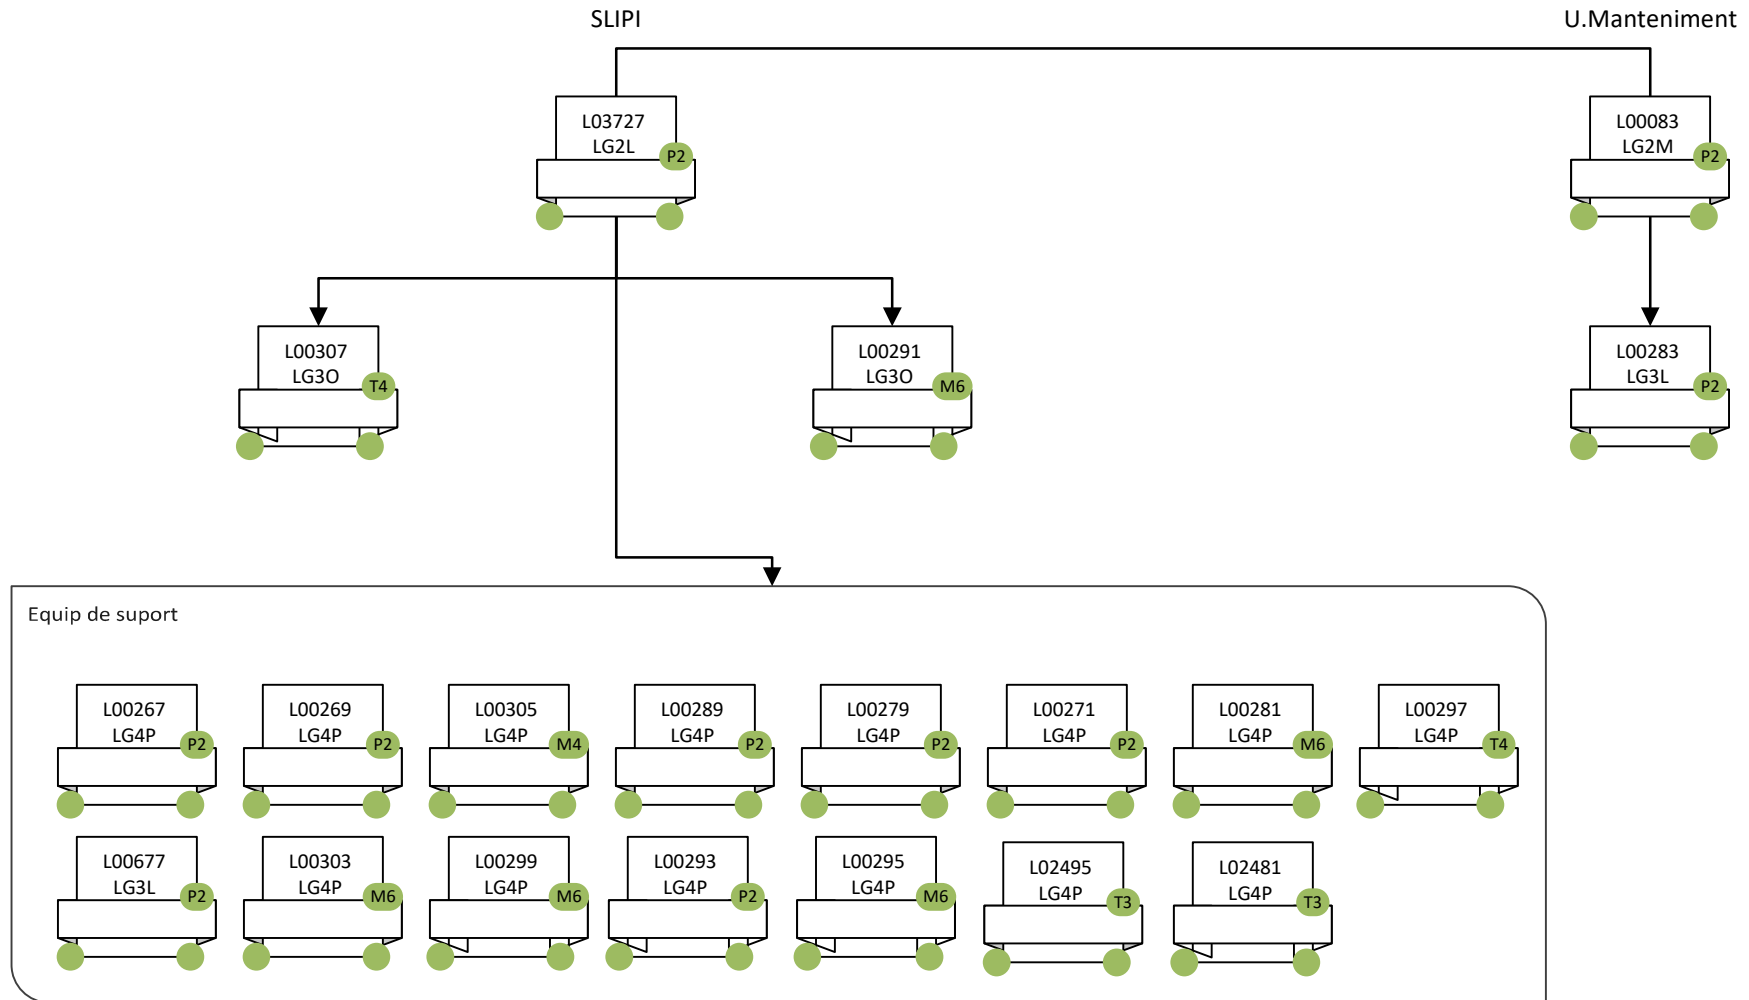 SLIPI
U.Manteniment
L03727
LG2L
P2
L00083
LG2M
P2
L00307
LG3O
T4
L00291
LG3O
M6
L00283
LG3L
P2
Equip de suport
L00267
LG4P
P2
L00269
LG4P
P2
L00305
LG4P
M4
L00289
LG4P
P2
L00279
LG4P
P2
L00271
LG4P
P2
L00281
LG4P
M6
L00297
LG4P
T4
L00677
LG3L
P2
L00303
LG4P
M6
L00299
LG4P
M6
L00293
LG4P
P2
L00295
LG4P
M6
L02495
LG4P
T3
L02481
LG4P
T3